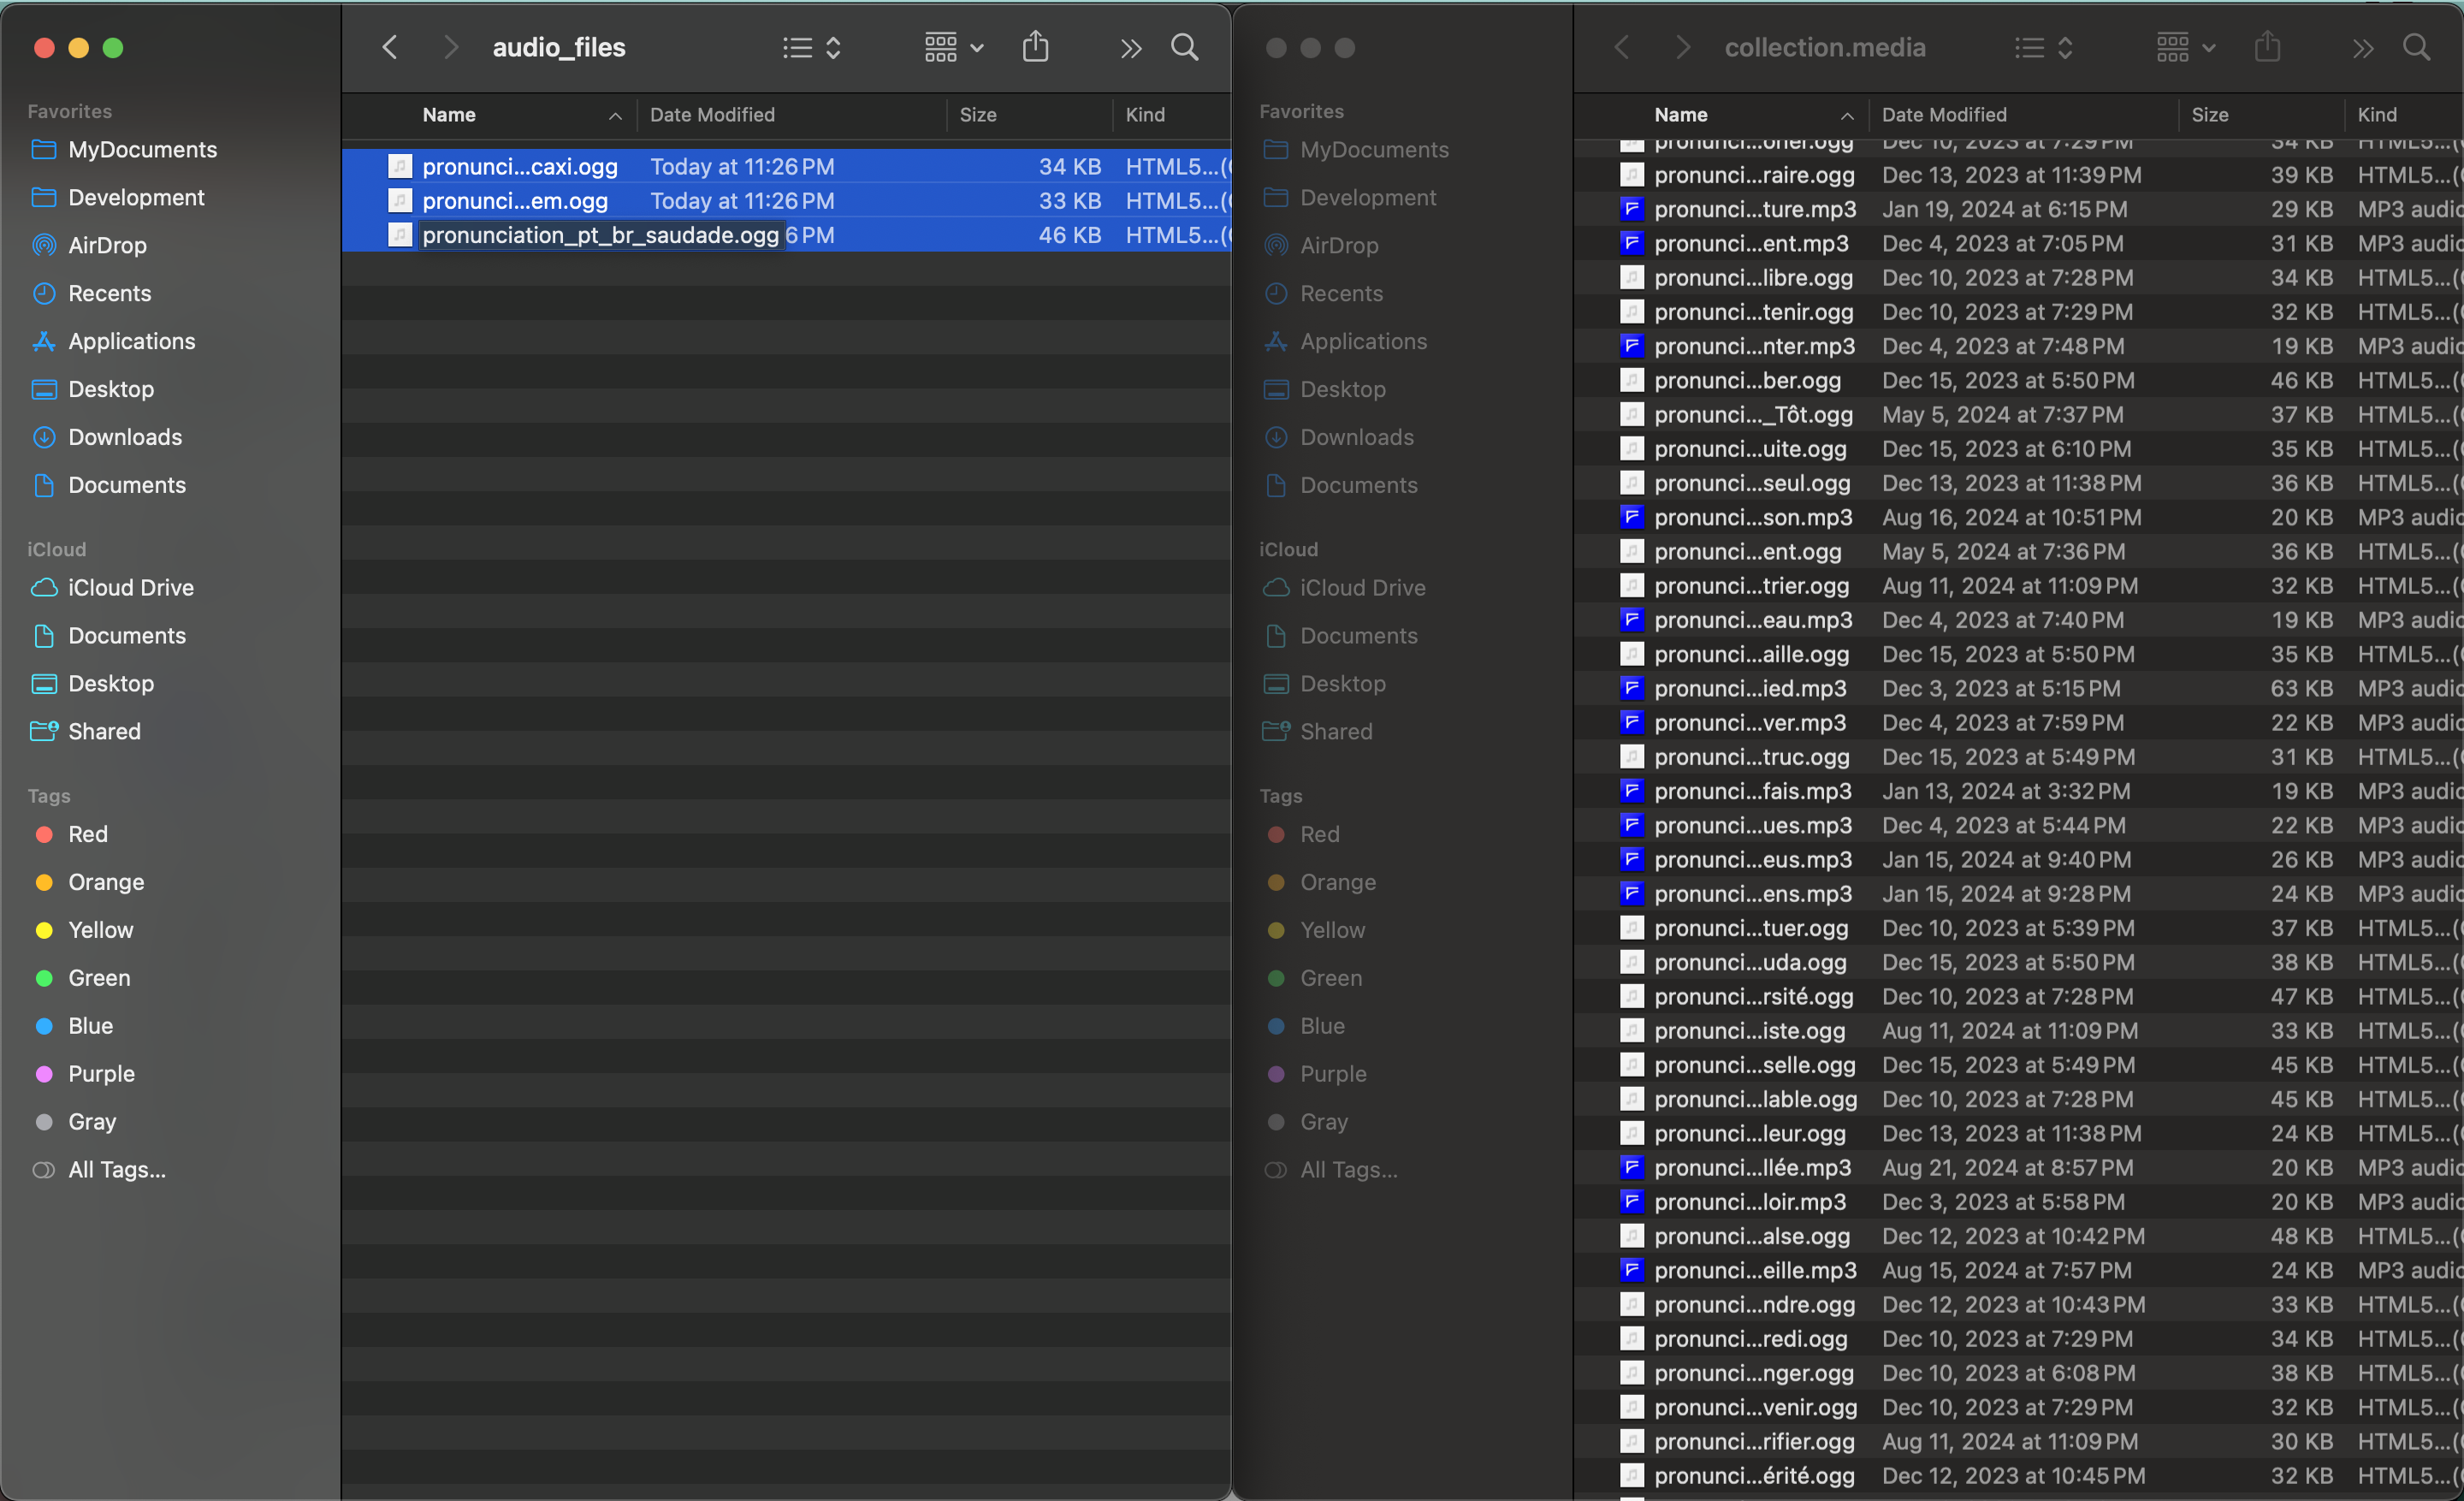 audio_files
Favorites
MyDocuments
Development
AirDrop
Recents
Applications
Desktop
Downloads
Documents
iCloud
iCloud Drive
Documents
Desktop
Shared
Tags
Red
Orange
Yellow
Green
Blue
Purple
Gray
All Tags...
Name Date Modified Size Kind
pronunci...caxi.ogg Today at 11:26 PM 34 KB HTML5...(
pronunci...em.ogg Today at 11:26 PM 33 KB HTML5...(
pronunciation_pt_br_saudade.ogg 6 PM 46 KB HTML5...(
collection.media
Favorites
MyDocuments
Development
AirDrop
Recents
Applications
Desktop
Downloads
Documents
iCloud
iCloud Drive
Documents
Desktop
Shared
Tags
Red
Orange
Yellow
Green
Blue
Purple
Gray
All Tags...
Name Date Modified Size Kind
pronunci...oner.ogg Dec 10, 2023 at 7:29 PM 34 KB HTML5...(
pronunci...raire.ogg Dec 13, 2023 at 11:39 PM 39 KB HTML5...(
pronunci...ture.mp3 Jan 19, 2024 at 6:15 PM 29 KB MP3 audio
pronunci...ent.mp3 Dec 4, 2023 at 7:05 PM 31 KB MP3 audio
pronunci...libre.ogg Dec 10, 2023 at 7:28 PM 34 KB HTML5...(
pronunci...tenir.ogg Dec 10, 2023 at 7:29 PM 32 KB HTML5...(
pronunci...nter.mp3 Dec 4, 2023 at 7:48 PM 19 KB MP3 audio
pronunci...ber.ogg Dec 15, 2023 at 5:50 PM 46 KB HTML5...(
pronunci..._Tôt.ogg May 5, 2024 at 7:37 PM 37 KB HTML5...(
pronunci...uite.ogg Dec 15, 2023 at 6:10 PM 35 KB HTML5...(
pronunci...seul.ogg Dec 13, 2023 at 11:38 PM 36 KB HTML5...(
pronunci...son.mp3 Aug 16, 2024 at 10:51 PM 20 KB MP3 audio
pronunci...ent.ogg May 5, 2024 at 7:36 PM 36 KB HTML5...(
pronunci...trier.ogg Aug 11, 2024 at 11:09 PM 32 KB HTML5...(
pronunci...eau.mp3 Dec 4, 2023 at 7:40 PM 19 KB MP3 audio
pronunci...aille.ogg Dec 15, 2023 at 5:50 PM 35 KB HTML5...(
pronunci...ied.mp3 Dec 3, 2023 at 5:15 PM 63 KB MP3 audio
pronunci...ver.mp3 Dec 4, 2023 at 7:59 PM 22 KB MP3 audio
pronunci...truc.ogg Dec 15, 2023 at 5:49 PM 31 KB HTML5...(
pronunci...fais.mp3 Jan 13, 2024 at 3:32 PM 19 KB MP3 audio
pronunci...ues.mp3 Dec 4, 2023 at 5:44 PM 22 KB MP3 audio
pronunci...eus.mp3 Jan 15, 2024 at 9:40 PM 26 KB MP3 audio
pronunci...ens.mp3 Jan 15, 2024 at 9:28 PM 24 KB MP3 audio
pronunci...tuer.ogg Dec 10, 2023 at 5:39 PM 37 KB HTML5...(
pronunci...uda.ogg Dec 15, 2023 at 5:50 PM 38 KB HTML5...(
pronunci...rsité.ogg Dec 10, 2023 at 7:28 PM 47 KB HTML5...(
pronunci...iste.ogg Aug 11, 2024 at 11:09 PM 33 KB HTML5...(
pronunci...selle.ogg Dec 15, 2023 at 5:49 PM 45 KB HTML5...(
pronunci...lable.ogg Dec 10, 2023 at 7:28 PM 45 KB HTML5...(
pronunci...leur.ogg Dec 13, 2023 at 11:38 PM 24 KB HTML5...(
pronunci...llée.mp3 Aug 21, 2024 at 8:57 PM 20 KB MP3 audio
pronunci...loir.mp3 Dec 3, 2023 at 5:58 PM 20 KB MP3 audio
pronunci...alse.ogg Dec 12, 2023 at 10:42 PM 48 KB HTML5...(
pronunci...eille.mp3 Aug 15, 2024 at 7:57 PM 24 KB MP3 audio
pronunci...ndre.ogg Dec 12, 2023 at 10:43 PM 33 KB HTML5...(
pronunci...redi.ogg Dec 10, 2023 at 7:29 PM 34 KB HTML5...(
pronunci...nger.ogg Dec 10, 2023 at 6:08 PM 38 KB HTML5...(
pronunci...venir.ogg Dec 10, 2023 at 7:29 PM 32 KB HTML5...(
pronunci...rifier.ogg Aug 11, 2024 at 11:09 PM 30 KB HTML5...(
pronunci...érité.ogg Dec 12, 2023 at 10:45 PM 32 KB HTML5...(